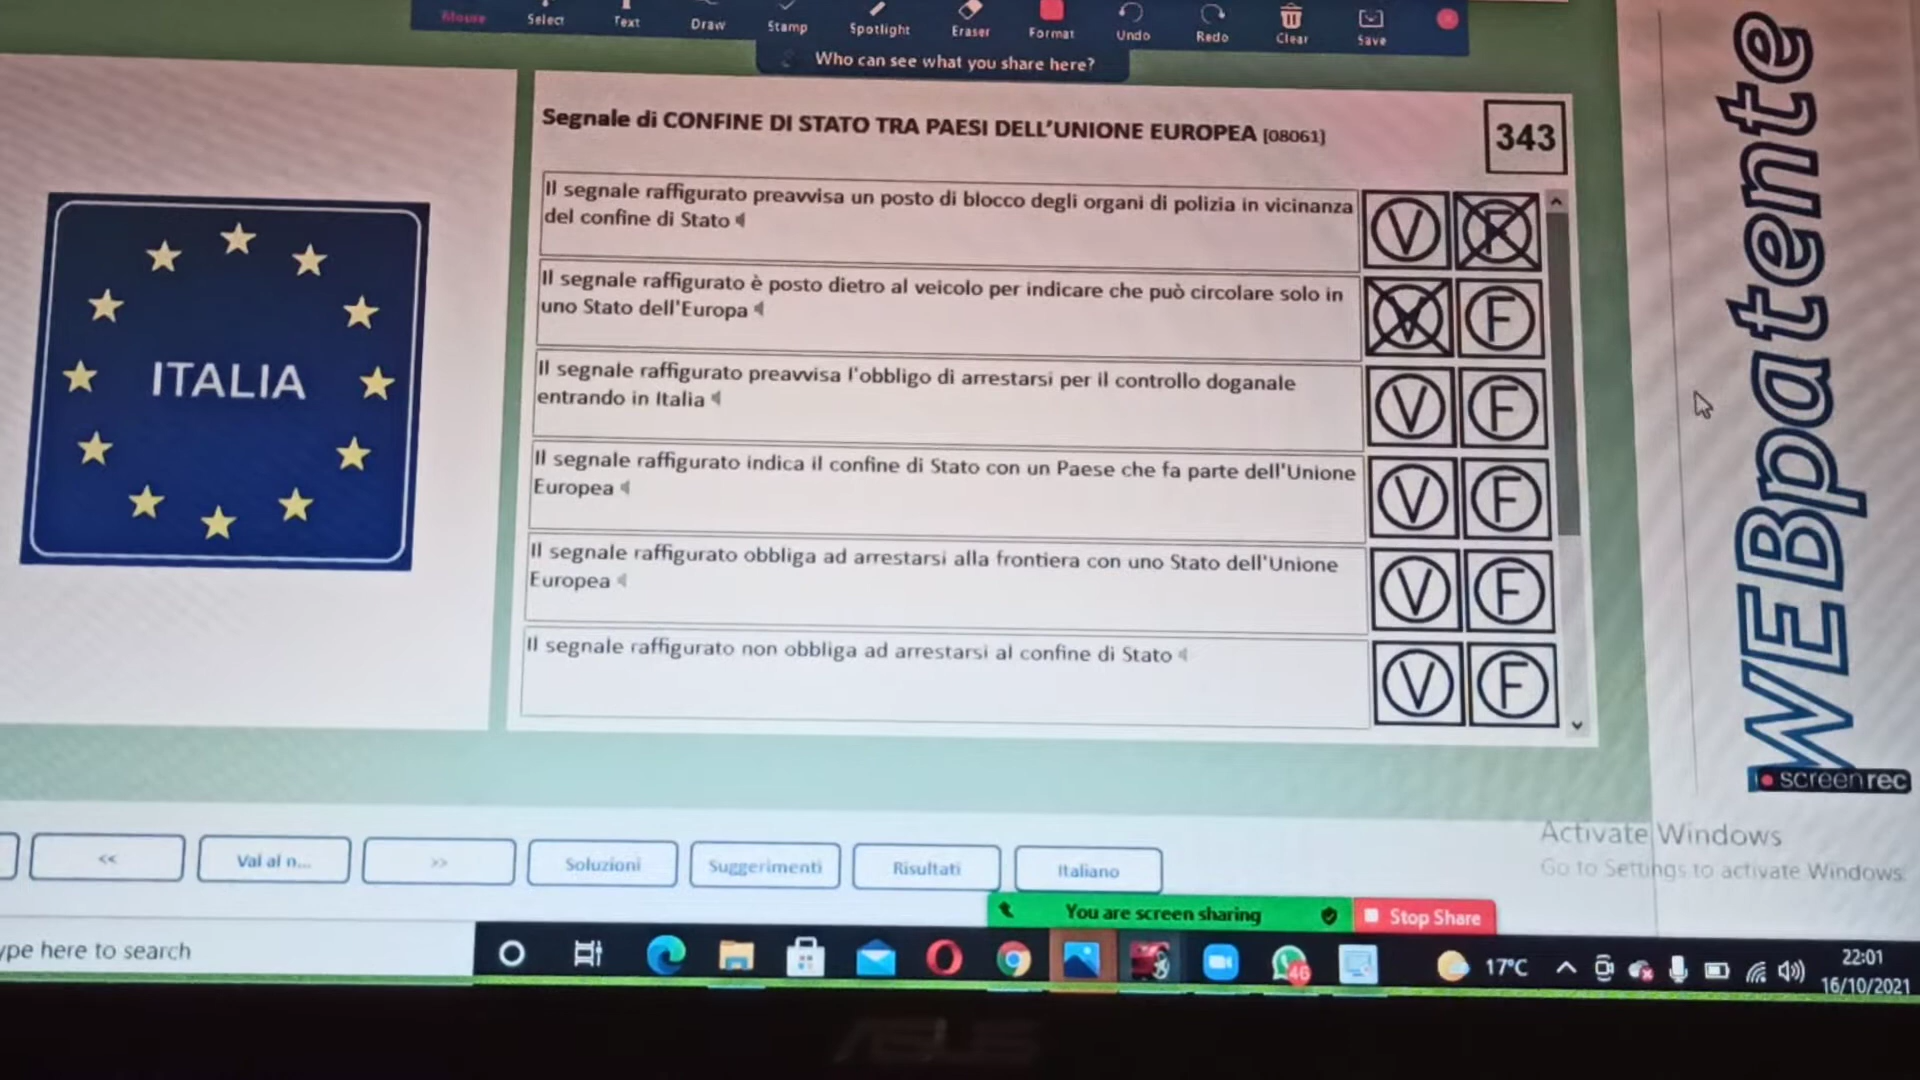 Mouse
Select
Text
Draw
Stamp
Spotlight
Eraser
Format
Undo
Redo
Clear
Save
Who can see what you share here?
Segnale di CONFINE DI STATO TRA PAESI DELL'UNIONE EUROPEA [08061]
343
ITALIA
Il segnale raffigurato preavvisa un posto di blocco degli organi di polizia in vicinanza
del confine di Stato
V F
Il segnale raffigurato è posto dietro al veicolo per indicare che può circolare solo in
uno Stato dell'Europa
V F
Il segnale raffigurato preavvisa l'obbligo di arrestarsi per il controllo doganale
entrando in Italia
V F
Il segnale raffigurato indica il confine di Stato con un Paese che fa parte dell'Unione
Europea
V F
Il segnale raffigurato obbliga ad arrestarsi alla frontiera con uno Stato dell'Unione
Europea
V F
Il segnale raffigurato non obbliga ad arrestarsi al confine di Stato
V F
WEBpatente
screenrec
Activate Windows
Go to Settings to activate Windows.
<<
Vai al n...
>>
Soluzioni
Suggerimenti
Risultati
Italiano
You are screen sharing
Stop Share
ype here to search
46
17°C
22:01
16/10/2021
ASUS